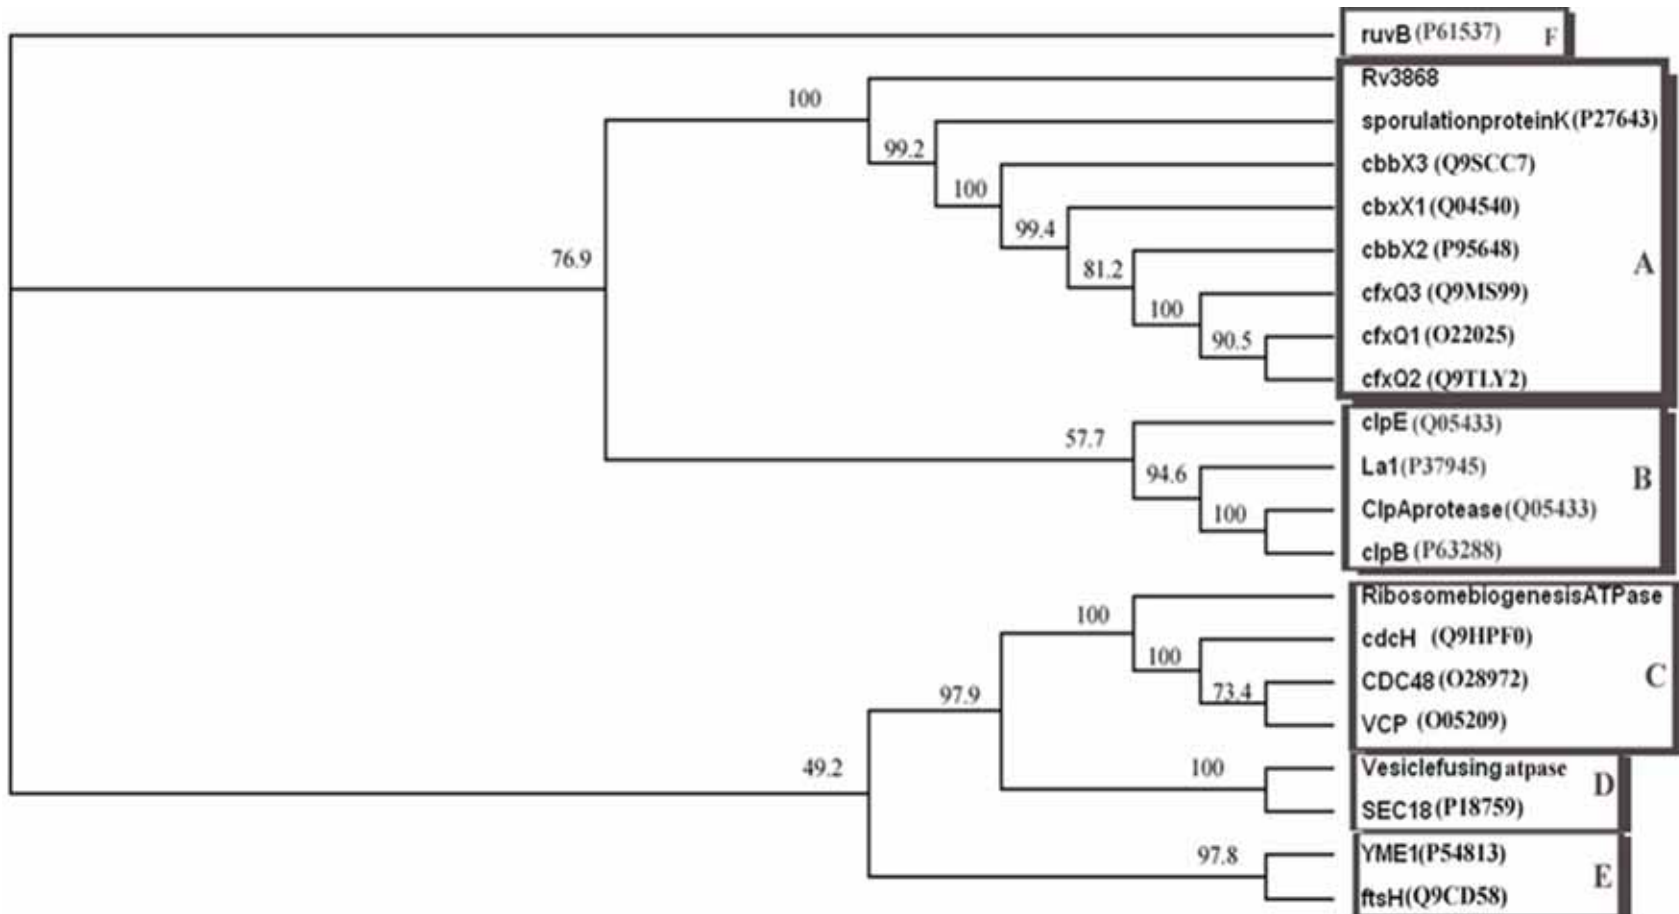 ruvB (P61537) F
Rv3868
100
sporulationproteinK(P27643)
99.2
cbbX3 (Q9SCC7)
100
cbxX1(Q04540)
99.4
cbbX2 (P95648)
76.9
A
81.2
cfxQ3 (Q9MS99)
100
cfxQ1(O22025)
90.5
cfxQ2 (Q9TLY2)
clpE (Q05433)
57.7
La1(P37945)
94.6
B
ClpAprotease(Q05433)
100
clpB (P63288)
RibosomebiogenesisATPase
100
cdcH (Q9HPF0)
100
CDC48(O28972)
C
73.4
97.9
VCP (O05209)
Vesiclefusingatpase
100
49.2
D
SEC18(P18759)
YME1(P54813)
97.8
E
ftsH(Q9CD58)